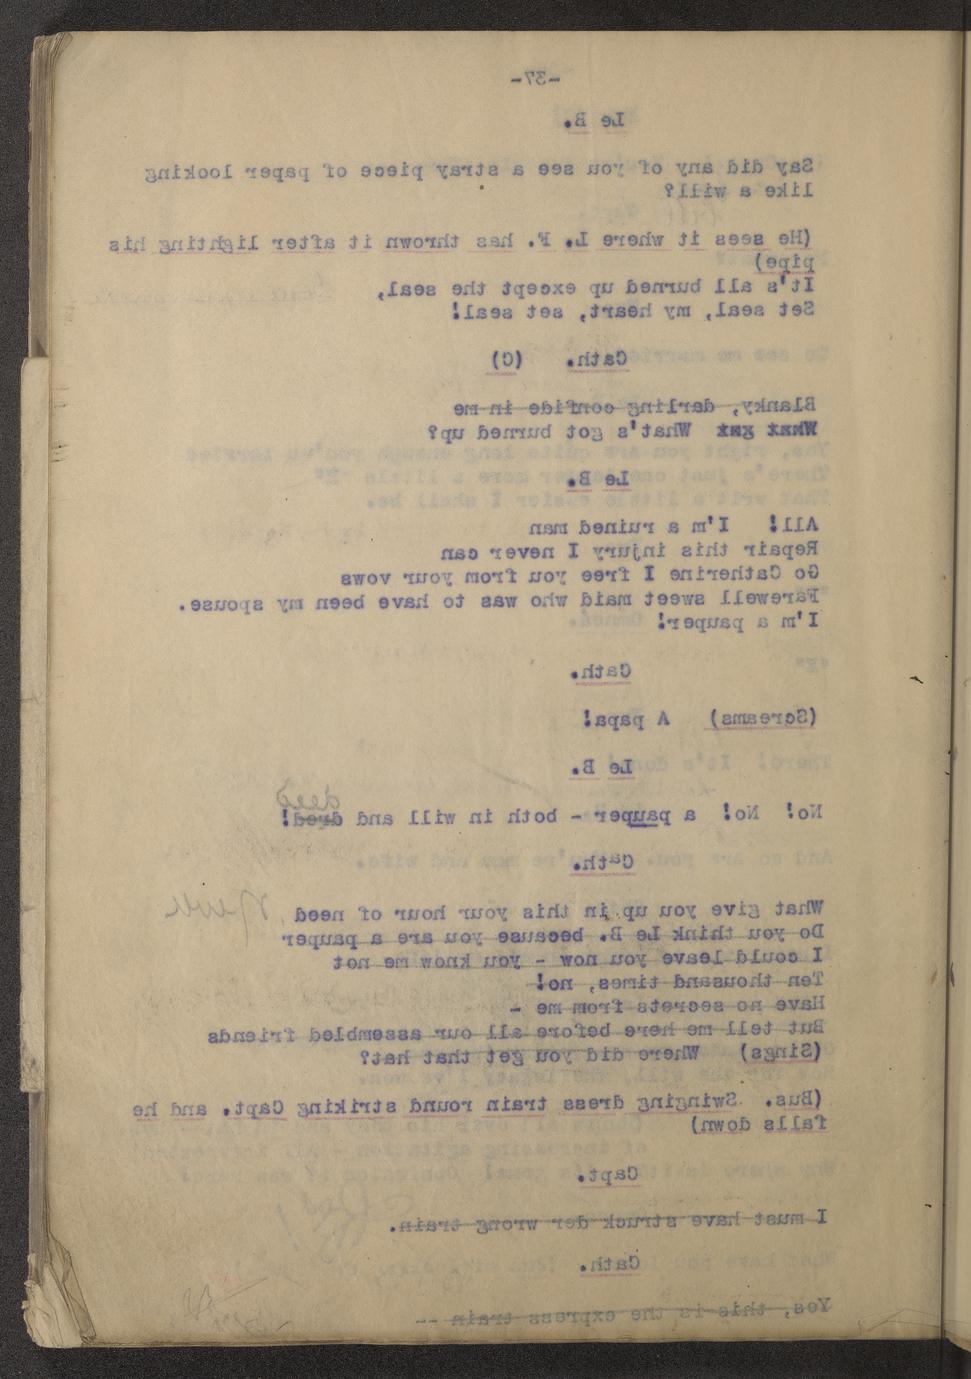 -37-
Le B.
Say did any of you see a stray piece of paper looking
like a will?
(He sees it where L. F. has thrown it after lighting his
pipe)
It's all burned up except the seal,
Set seal, my heart, set seal!
Cath. (C)
Blanky, darling confide in me
What's got burned up?
Le B.
All! I'm a ruined man
Repair this injury I never can
Go Catherine I free you from your vows
Farewell sweet maid who was to have been my spouse.
I'm a pauper!
Cath.
(Screams) A papa!
Le B.
deed
No! No! a pauper - both in will and dred!
Cath.
What give you up in this your hour of need, Never
Do you think Le B. because you are a pauper
I could leave you now - you know me not
Ten thousand times, no!
Have no secrets from me -
But tell me here before all our assembled friends
(Sings) Where did you get that hat?
(Bus. Swinging dress train round striking Capt. and he
falls down)
Capt.
I must have struck der wrong train.
Cath.
Yes, this is the express train --